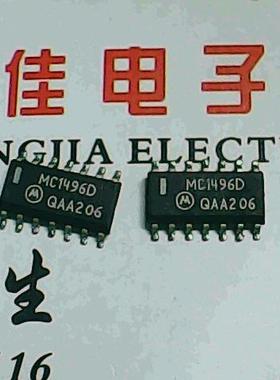 佳电子
NGJIA ELECT
MC1496D
QAA206
MC1496D
QAA206
生
16